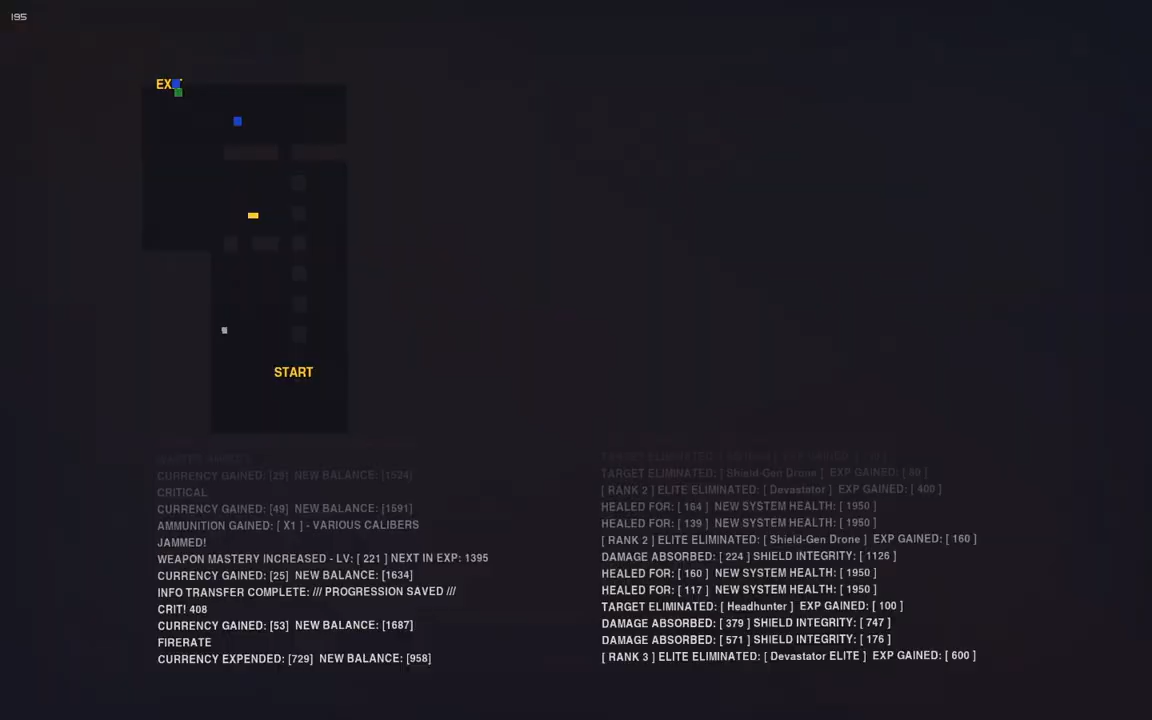 195
EX
START
CURRENCY GAINED: [29] NEW BALANCE: [1524]
CRITICAL
CURRENCY GAINED: [49] NEW BALANCE: [1591]
AMMUNITION GAINED: [ X1 ] - VARIOUS CALIBERS
JAMMED!
WEAPON MASTERY INCREASED - LV: [ 221 ] NEXT IN EXP: 1395
CURRENCY GAINED: [25] NEW BALANCE: [1634]
INFO TRANSFER COMPLETE: /// PROGRESSION SAVED ///
CRIT! 408
CURRENCY GAINED: [53] NEW BALANCE: [1687]
FIRERATE
CURRENCY EXPENDED: [729] NEW BALANCE: [958]
TARGET ELIMINATED: [ Shield-Gen Drone ] EXP GAINED: [ 80 ]
[ RANK 2 ] ELITE ELIMINATED: [ Devastator ] EXP GAINED: [ 400 ]
HEALED FOR: [ 164 ] NEW SYSTEM HEALTH: [ 1950 ]
HEALED FOR: [ 139 ] NEW SYSTEM HEALTH: [ 1950 ]
[ RANK 2 ] ELITE ELIMINATED: [ Shield-Gen Drone ] EXP GAINED: [ 160 ]
DAMAGE ABSORBED: [ 224 ] SHIELD INTEGRITY: [ 1126 ]
HEALED FOR: [ 160 ] NEW SYSTEM HEALTH: [ 1950 ]
HEALED FOR: [ 117 ] NEW SYSTEM HEALTH: [ 1950 ]
TARGET ELIMINATED: [ Headhunter ] EXP GAINED: [ 100 ]
DAMAGE ABSORBED: [ 379 ] SHIELD INTEGRITY: [ 747 ]
DAMAGE ABSORBED: [ 571 ] SHIELD INTEGRITY: [ 176 ]
[ RANK 3 ] ELITE ELIMINATED: [ Devastator ELITE ] EXP GAINED: [ 600 ]